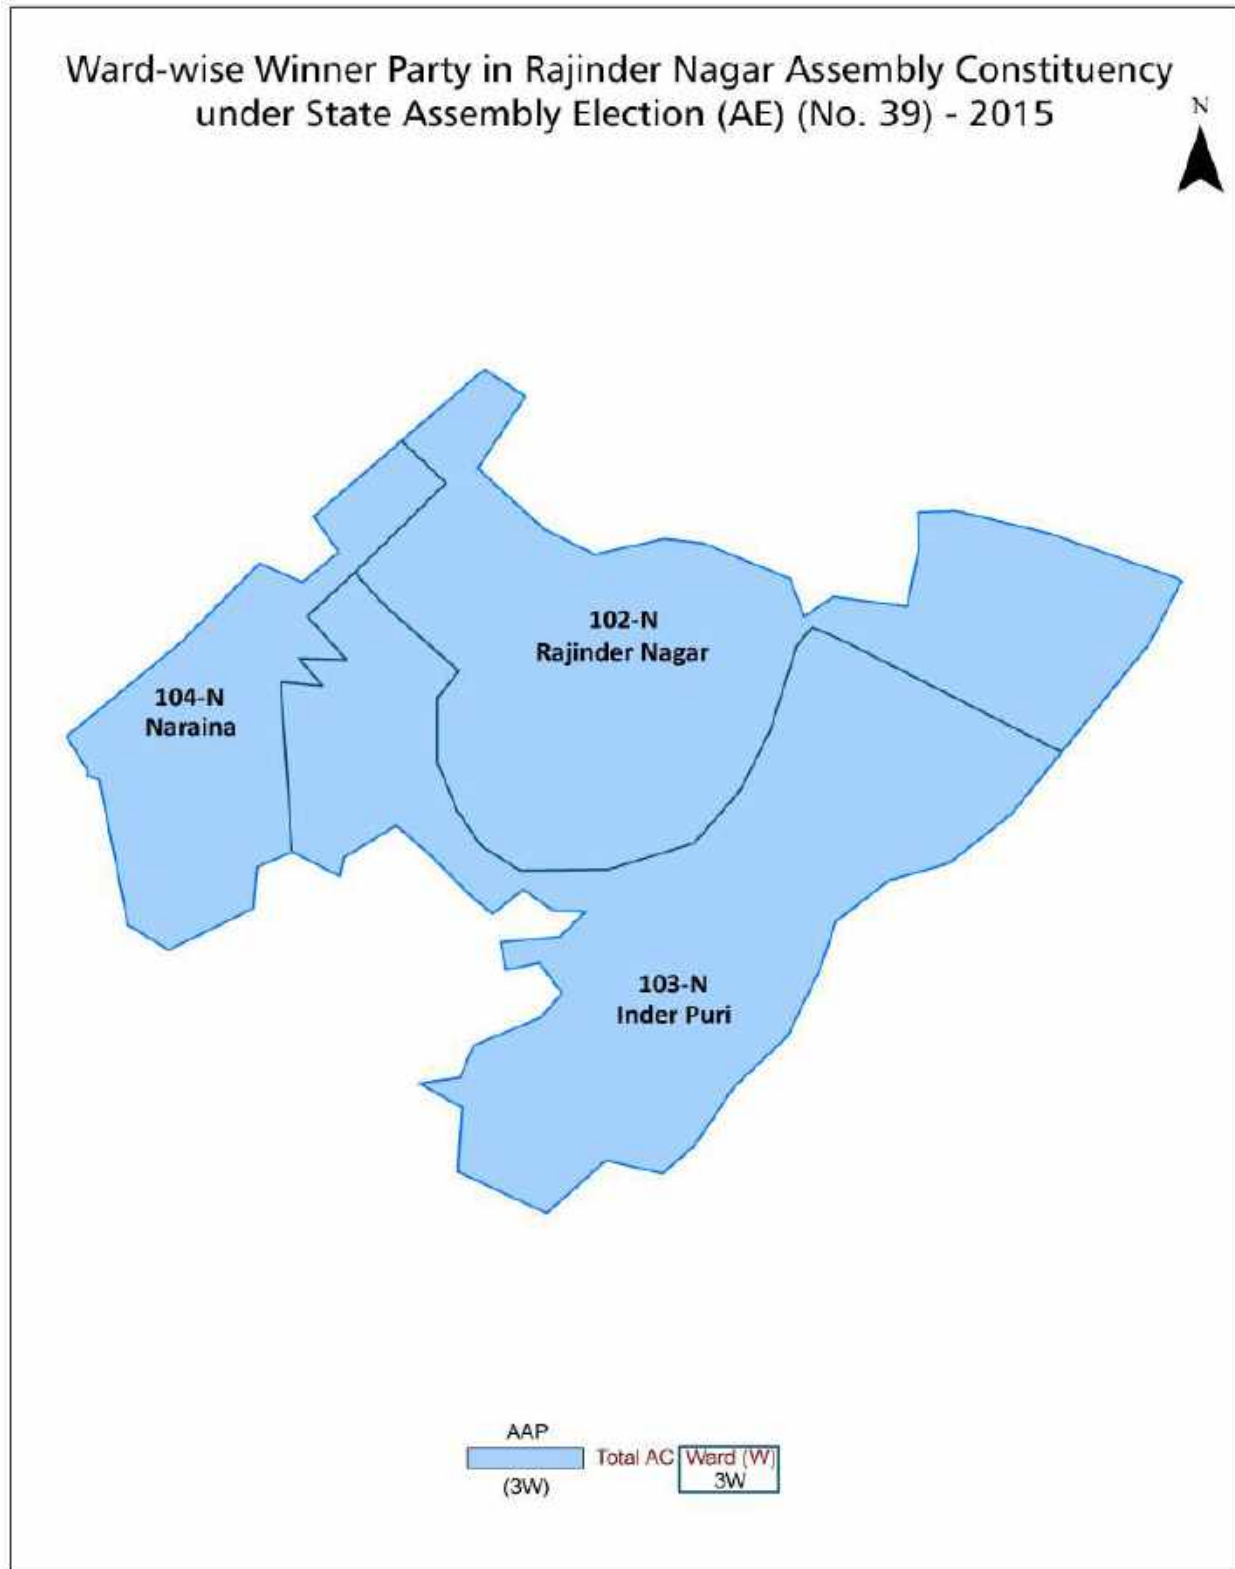 Ward-wise Winner Party in Rajinder Nagar Assembly Constituency
under State Assembly Election (AE) (No. 39) - 2015
N
102-N
Rajinder Nagar
104-N
Naraina
103-N
Inder Puri
AAP
(3W)
Total AC
Ward (W)
3W